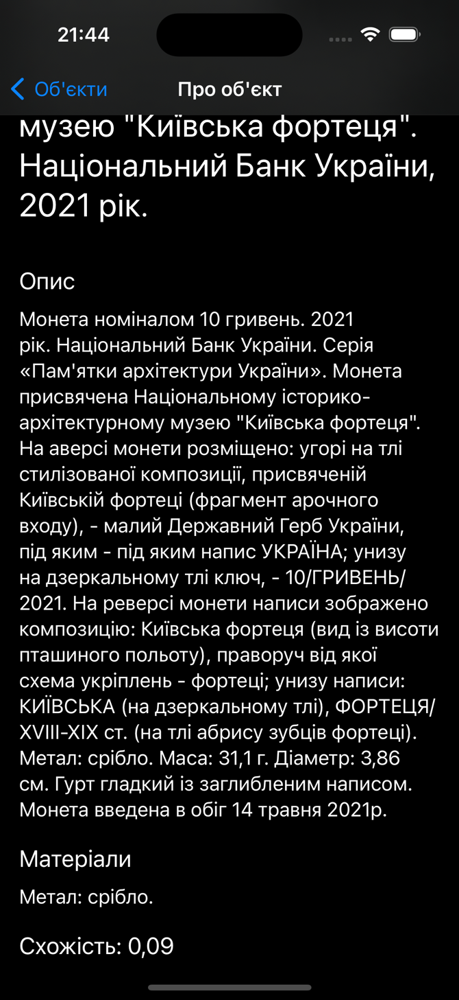 21:44
Об'єкти
Про об'єкт
музею "Київська фортеця".
Національний Банк України,
2021 рік.
Опис
Монета номіналом 10 гривень. 2021
рік. Національний Банк України. Серія
«Пам'ятки архітектури України». Монета
присвячена Національному історико-
архітектурному музею "Київська фортеця".
На аверсі монети розміщено: угорі на тлі
стилізованої композиції, присвяченій
Київській фортеці (фрагмент арочного
входу), - малий Державний Герб України,
під яким - під яким напис УКРАЇНА; унизу
на дзеркальному тлі ключ, - 10/ГРИВЕНЬ/
2021. На реверсі монети написи зображено
композицію: Київська фортеця (вид із висоти
пташиного польоту), праворуч від якої
схема укріплень - фортеці; унизу написи:
КИЇВСЬКА (на дзеркальному тлі), ФОРТЕЦЯ/
XVIII-XIX ст. (на тлі абрису зубців фортеці).
Метал: срібло. Маса: 31,1 г. Діаметр: 3,86
см. Гурт гладкий із заглибленим написом.
Монета введена в обіг 14 травня 2021р.
Матеріали
Метал: срібло.
Схожість: 0,09